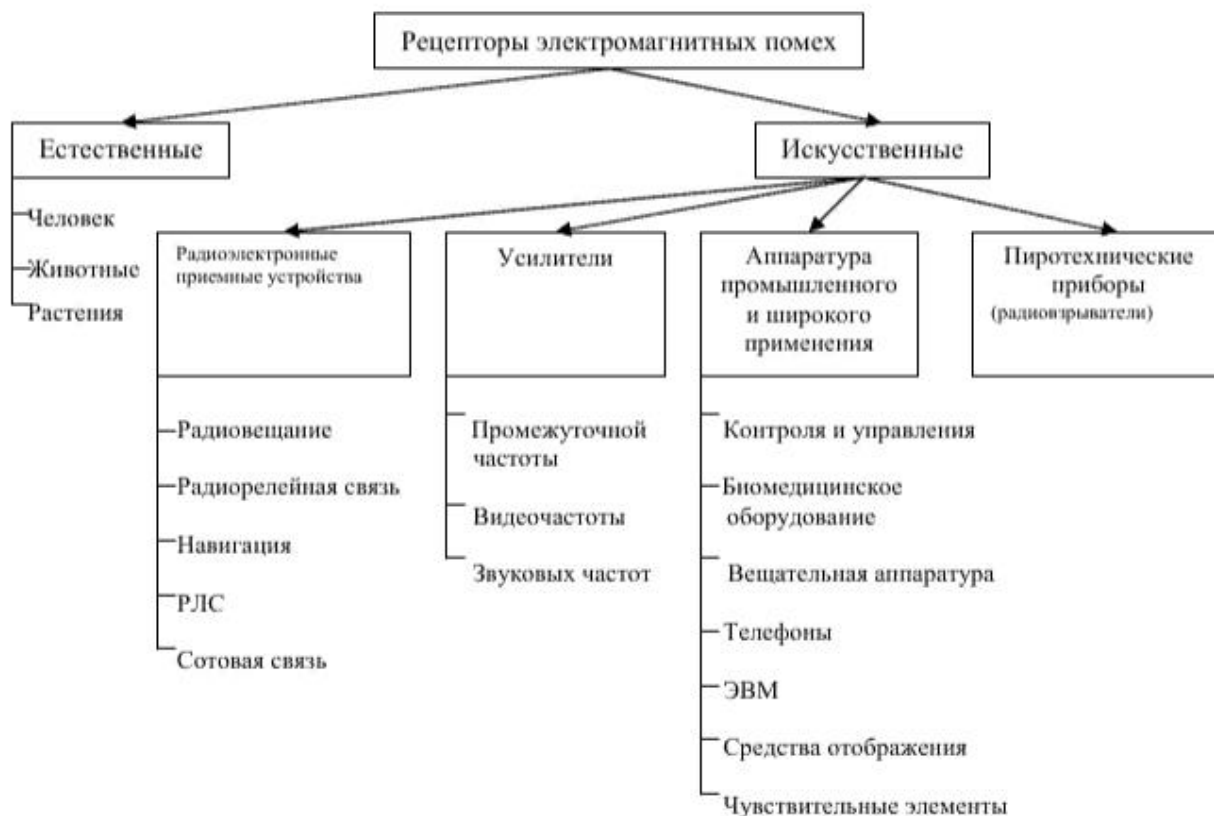 Рецепторы электромагнитных помех
Естественные
Человек
Животные
Растения
Искусственные
Радиоэлектронные
приемные устройства
Радиовещание
Радиорелейная связь
Навигация
РЛС
Сотовая связь
Усилители
Промежуточной
частоты
Видеочастоты
Звуковых частот
Аппаратура
промышленного
и широкого
применения
Контроля и управления
Биомедицинское
оборудование
Вещательная аппаратура
Телефоны
ЭВМ
Средства отображения
Чувствительные элементы
Пиротехнические
приборы
(радиовзрыватели)